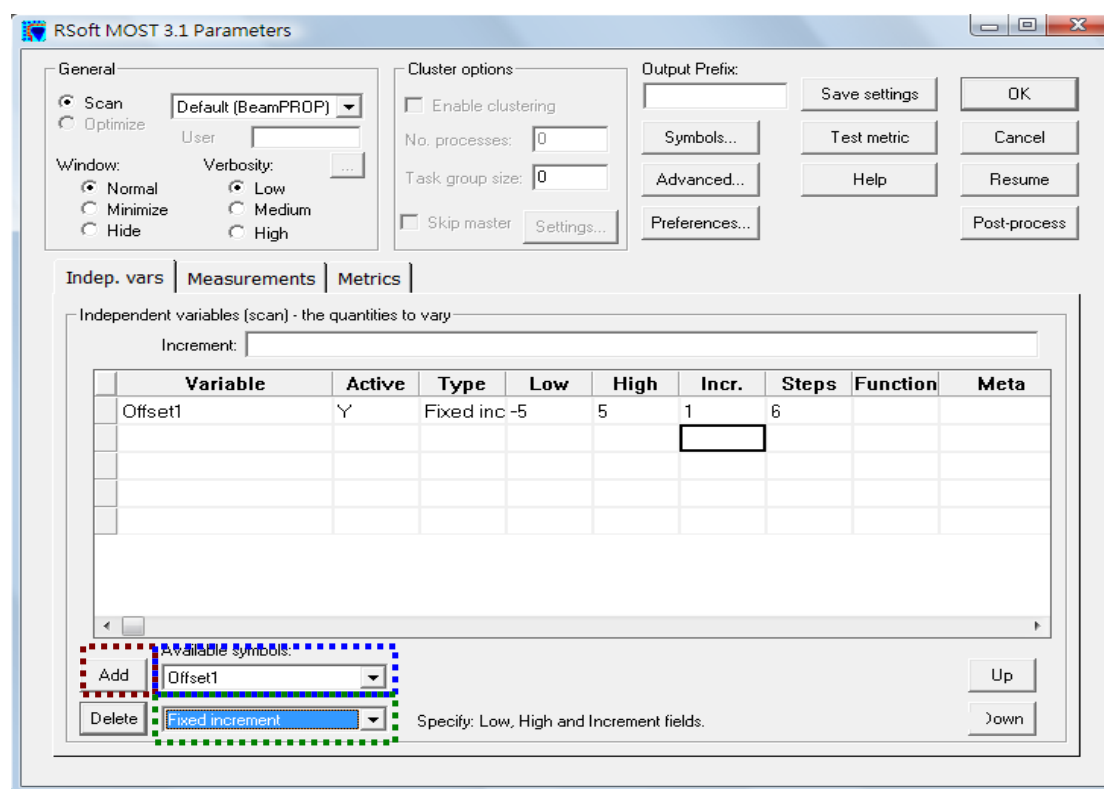 RSoft MOST 3.1 Parameters
General
Scan
Default (BeamPROP)
Optimize
User
Window:
Verbosity:
...
Normal
Low
Minimize
Medium
Hide
High
Cluster options
Enable clustering
No. processes: 0
Task group size: 0
Skip master
Settings...
Output Prefix:
Save settings
OK
Symbols...
Test metric
Cancel
Advanced...
Help
Resume
Preferences...
Post-process
Indep. vars
Measurements
Metrics
Independent variables (scan) - the quantities to vary
Increment:
Variable Active Type Low High Incr. Steps Function Meta
Offset1 Y Fixed inc -5 5 1 6
Available symbols:
Add
Offset1
Up
Delete
Fixed increment
Specify: Low, High and Increment fields.
Down